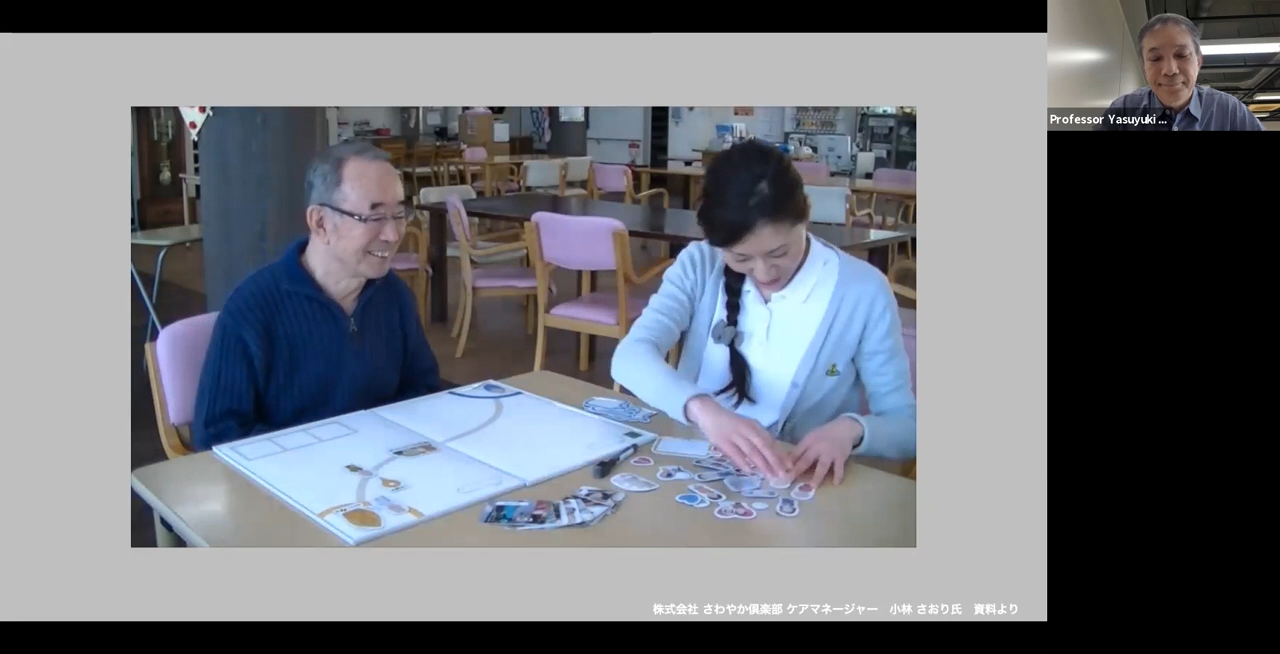 Professor Yasuyuki ...
株式会社 さわやか倶楽部 ケアマネージャー　小林 さおり氏　資料より